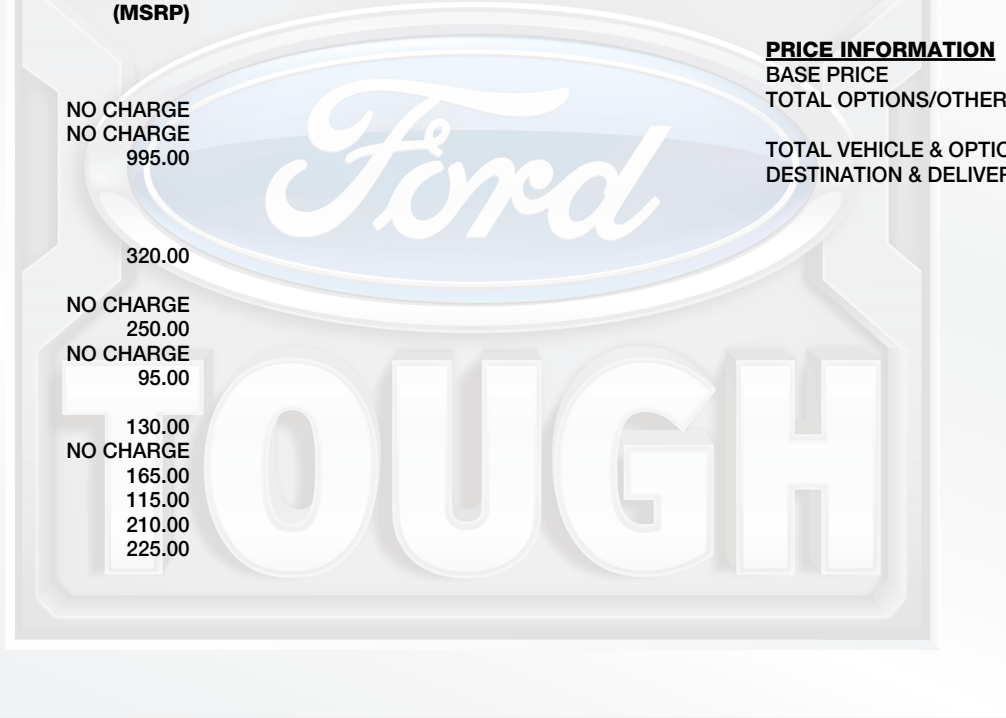 (MSRP)
NO CHARGE
NO CHARGE
995.00
320.00
NO CHARGE
250.00
NO CHARGE
95.00
130.00
NO CHARGE
165.00
115.00
210.00
225.00
PRICE INFORMATION
BASE PRICE
TOTAL OPTIONS/OTHER
TOTAL VEHICLE & OPTIO
DESTINATION & DELIVER
Ford
TOUGH